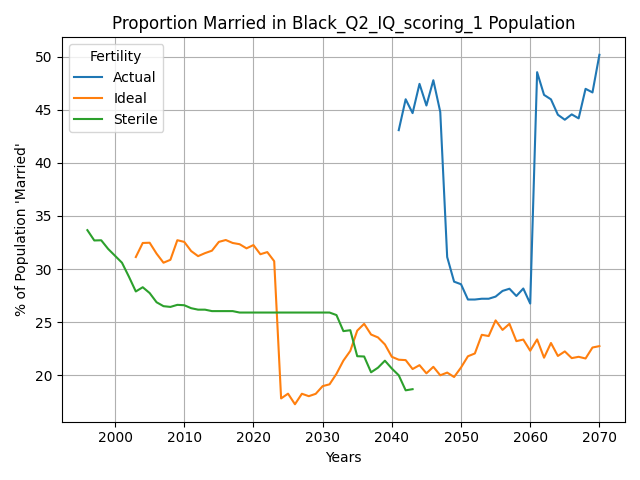 Proportion Married in Black_Q2_IQ_scoring_1 Population
Fertility
Actual
Ideal
Sterile
% of Population 'Married'
50
45
40
35
30
25
20
2000
2010
2020
2030
2040
2050
2060
2070
Years